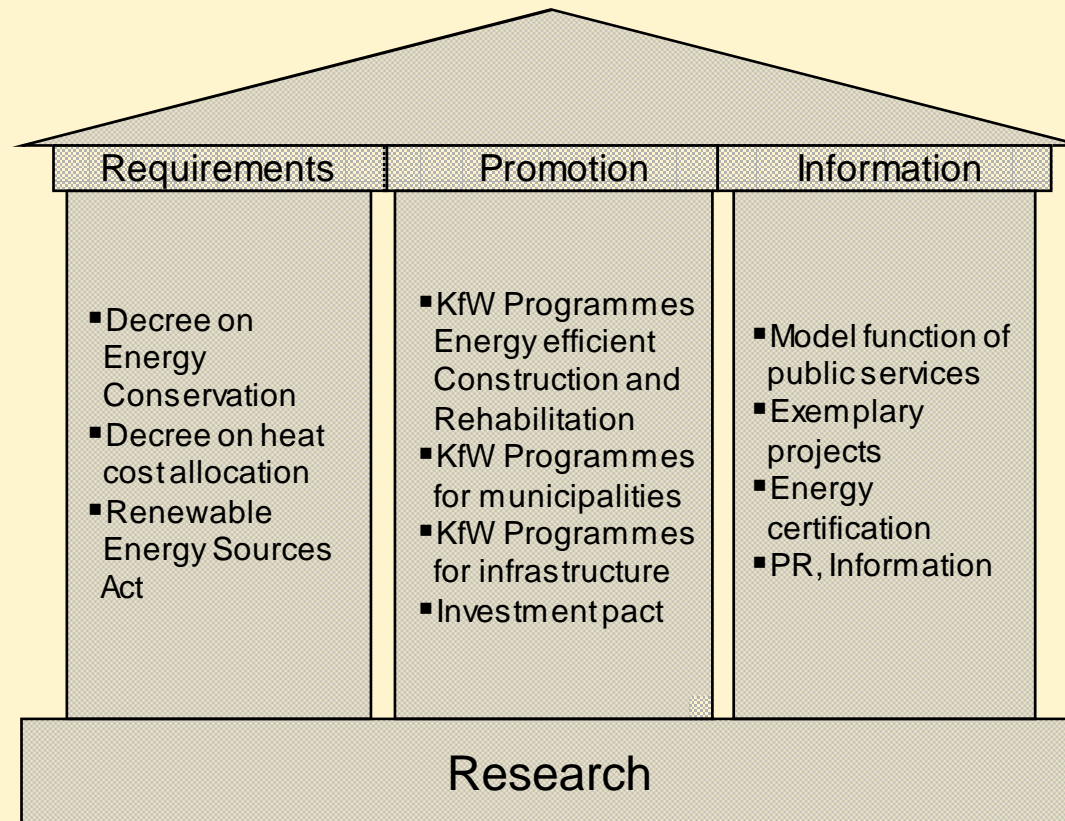 Requirements
Promotion
Information
▪Decree on
Energy
Conservation
▪Decree on heat
cost allocation
▪Renewable
Energy Sources
Act
▪KfW Programmes
Energy efficient
Construction and
Rehabilitation
▪KfW Programmes
for municipalities
▪KfW Programmes
for infrastructure
▪Investment pact
▪Model function of
public services
▪Exemplary
projects
▪Energy
certification
▪PR, Information
Research